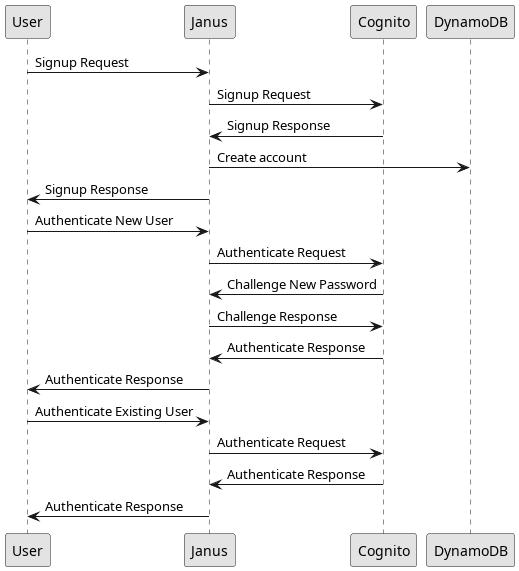 User Janus Cognito DynamoDB
Signup Request
Signup Request
Signup Response
Create account
Signup Response
Authenticate New User
Authenticate Request
Challenge New Password
Challenge Response
Authenticate Response
Authenticate Response
Authenticate Existing User
Authenticate Request
Authenticate Response
Authenticate Response
User Janus Cognito DynamoDB